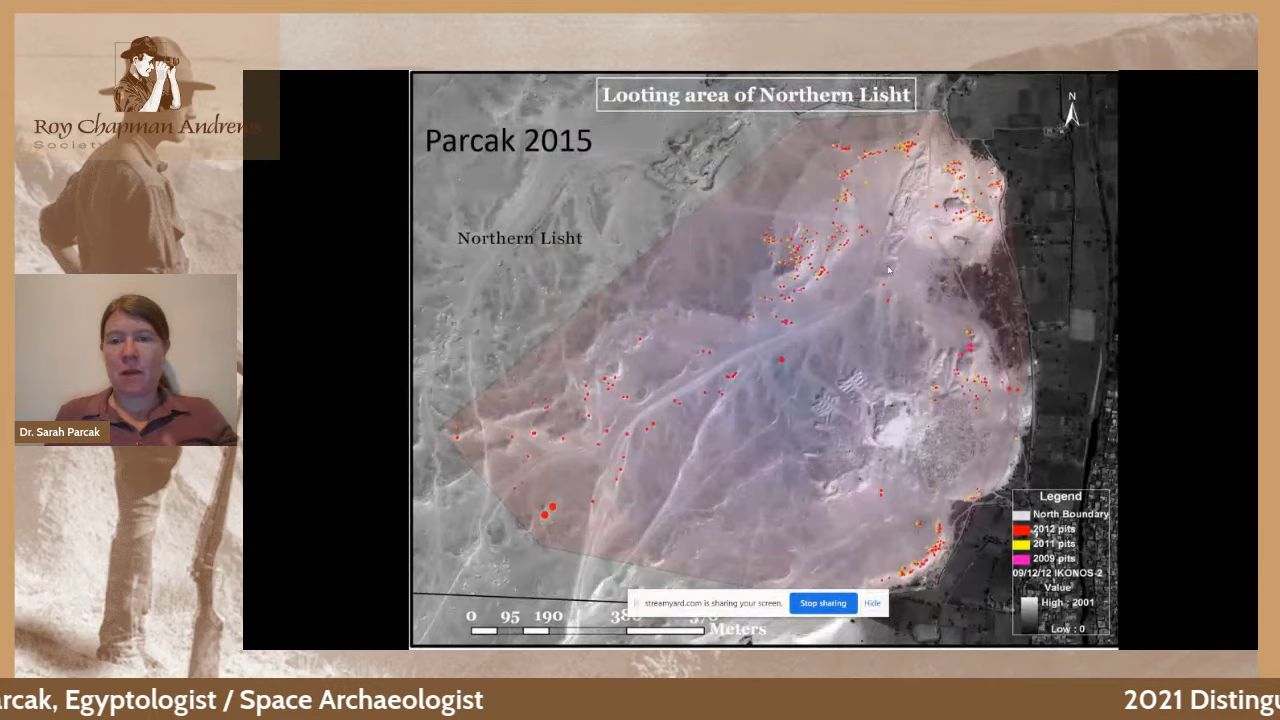 Roy Chapman Andrews
Society
Looting area of Northern Lisht
Parcak 2015
N
Northern Lisht
Dr. Sarah Parcak
Legend
North Boundary
2012 pits
2011 pits
2009 pits
09/12/12 IKONOS-2
Value
High : 2001
Low : 0
streamyard.com is sharing your screen.
Stop sharing
Hide
0 95 190
Meters
arcak, Egyptologist / Space Archaeologist
2021 Distingu